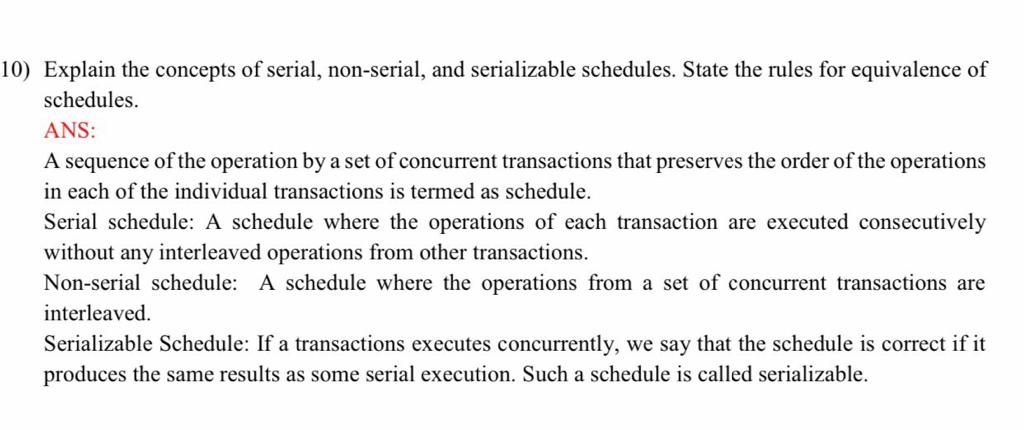 10) Explain the concepts of serial, non-serial, and serializable schedules. State the rules for equivalence of
schedules.
ANS:
A sequence of the operation by a set of concurrent transactions that preserves the order of the operations
in each of the individual transactions is termed as schedule.
Serial schedule: A schedule where the operations of each transaction are executed consecutively
without any interleaved operations from other transactions.
Non-serial schedule: A schedule where the operations from a set of concurrent transactions are
interleaved.
Serializable Schedule: If a transactions executes concurrently, we say that the schedule is correct if it
produces the same results as some serial execution. Such a schedule is called serializable.